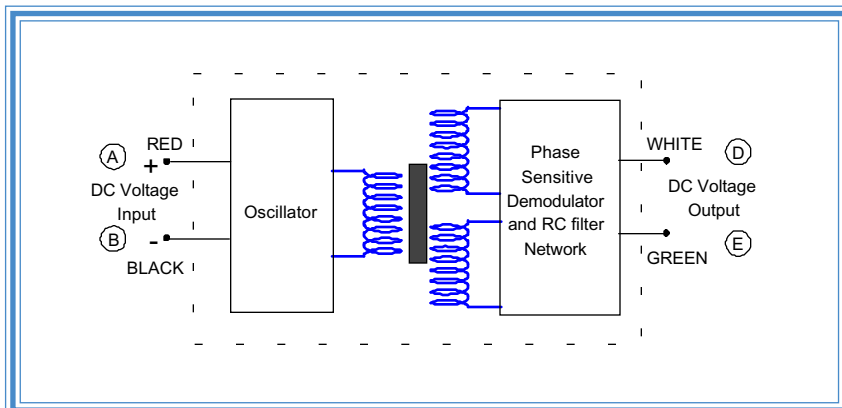 RED
A
+
DC Voltage
Input
B
-
BLACK
Oscillator
Phase
Sensitive
Demodulator
and RC filter
Network
WHITE
D
DC Voltage
Output
E
GREEN